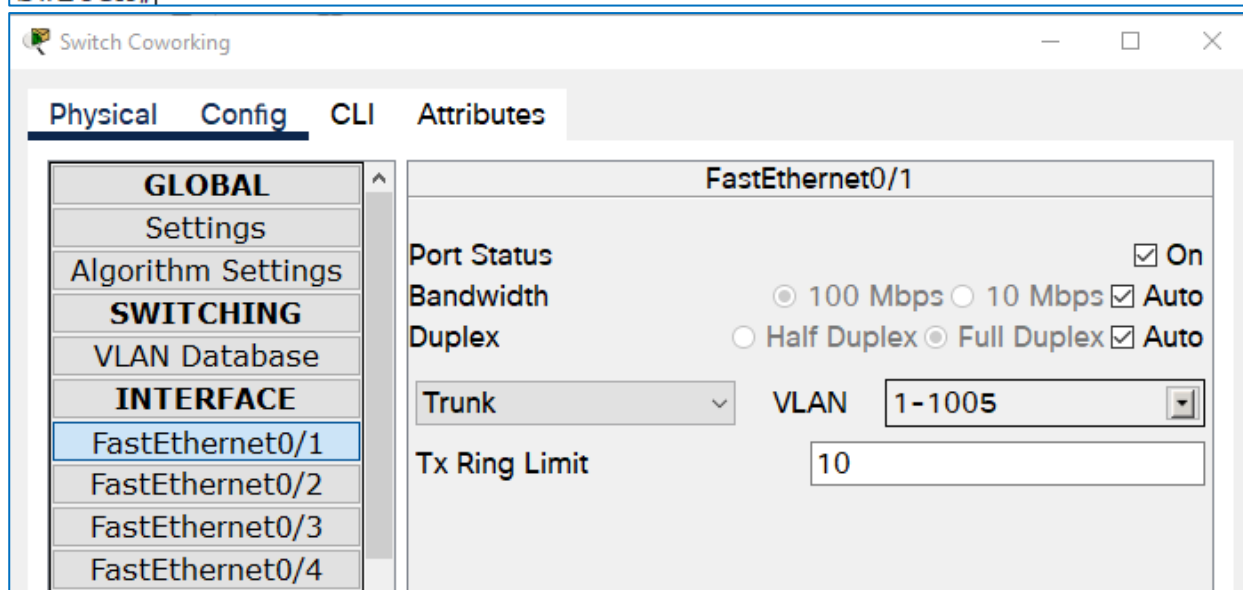 Switch Coworking
Physical Config CLI Attributes
GLOBAL
Settings
Algorithm Settings
SWITCHING
VLAN Database
INTERFACE
FastEthernet0/1
FastEthernet0/2
FastEthernet0/3
FastEthernet0/4
FastEthernet0/1
Port Status On
Bandwidth 100 Mbps 10 Mbps Auto
Duplex Half Duplex Full Duplex Auto
Trunk VLAN 1-1005
Tx Ring Limit 10